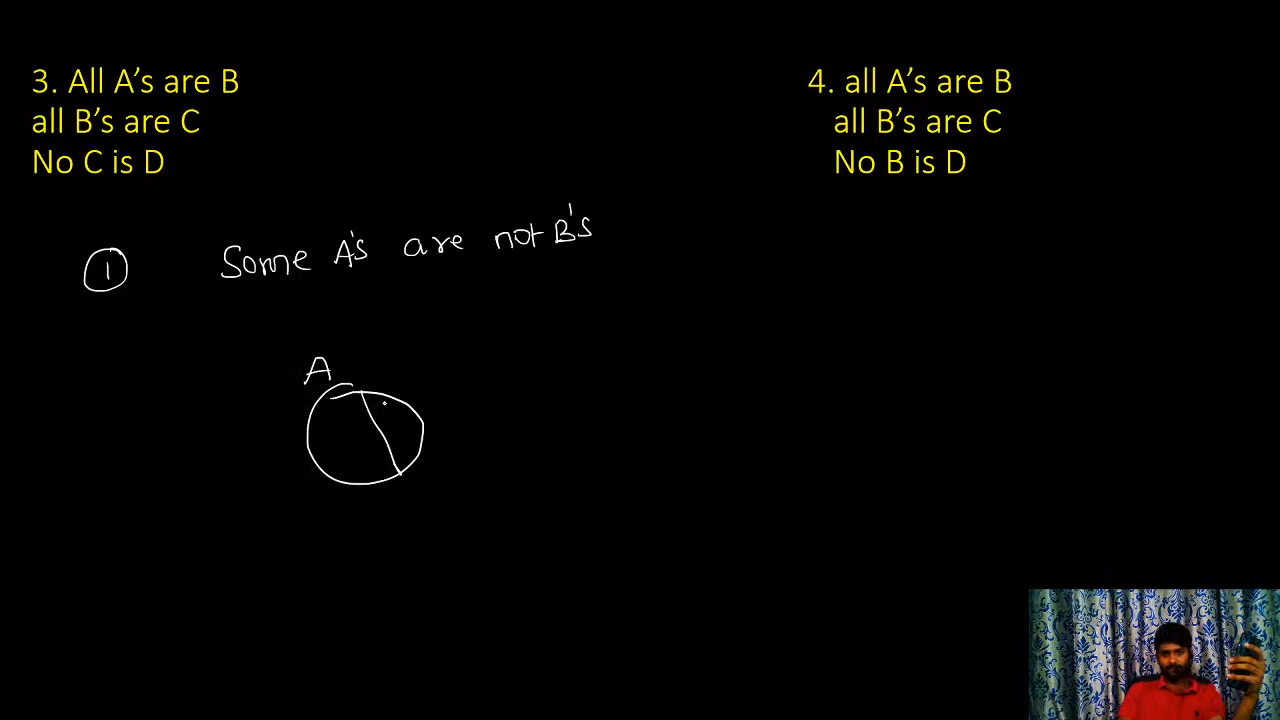 3. All A’s are B
all B’s are C
No C is D
4. all A’s are B
all B’s are C
No B is D
1 Some A's are not B's
A